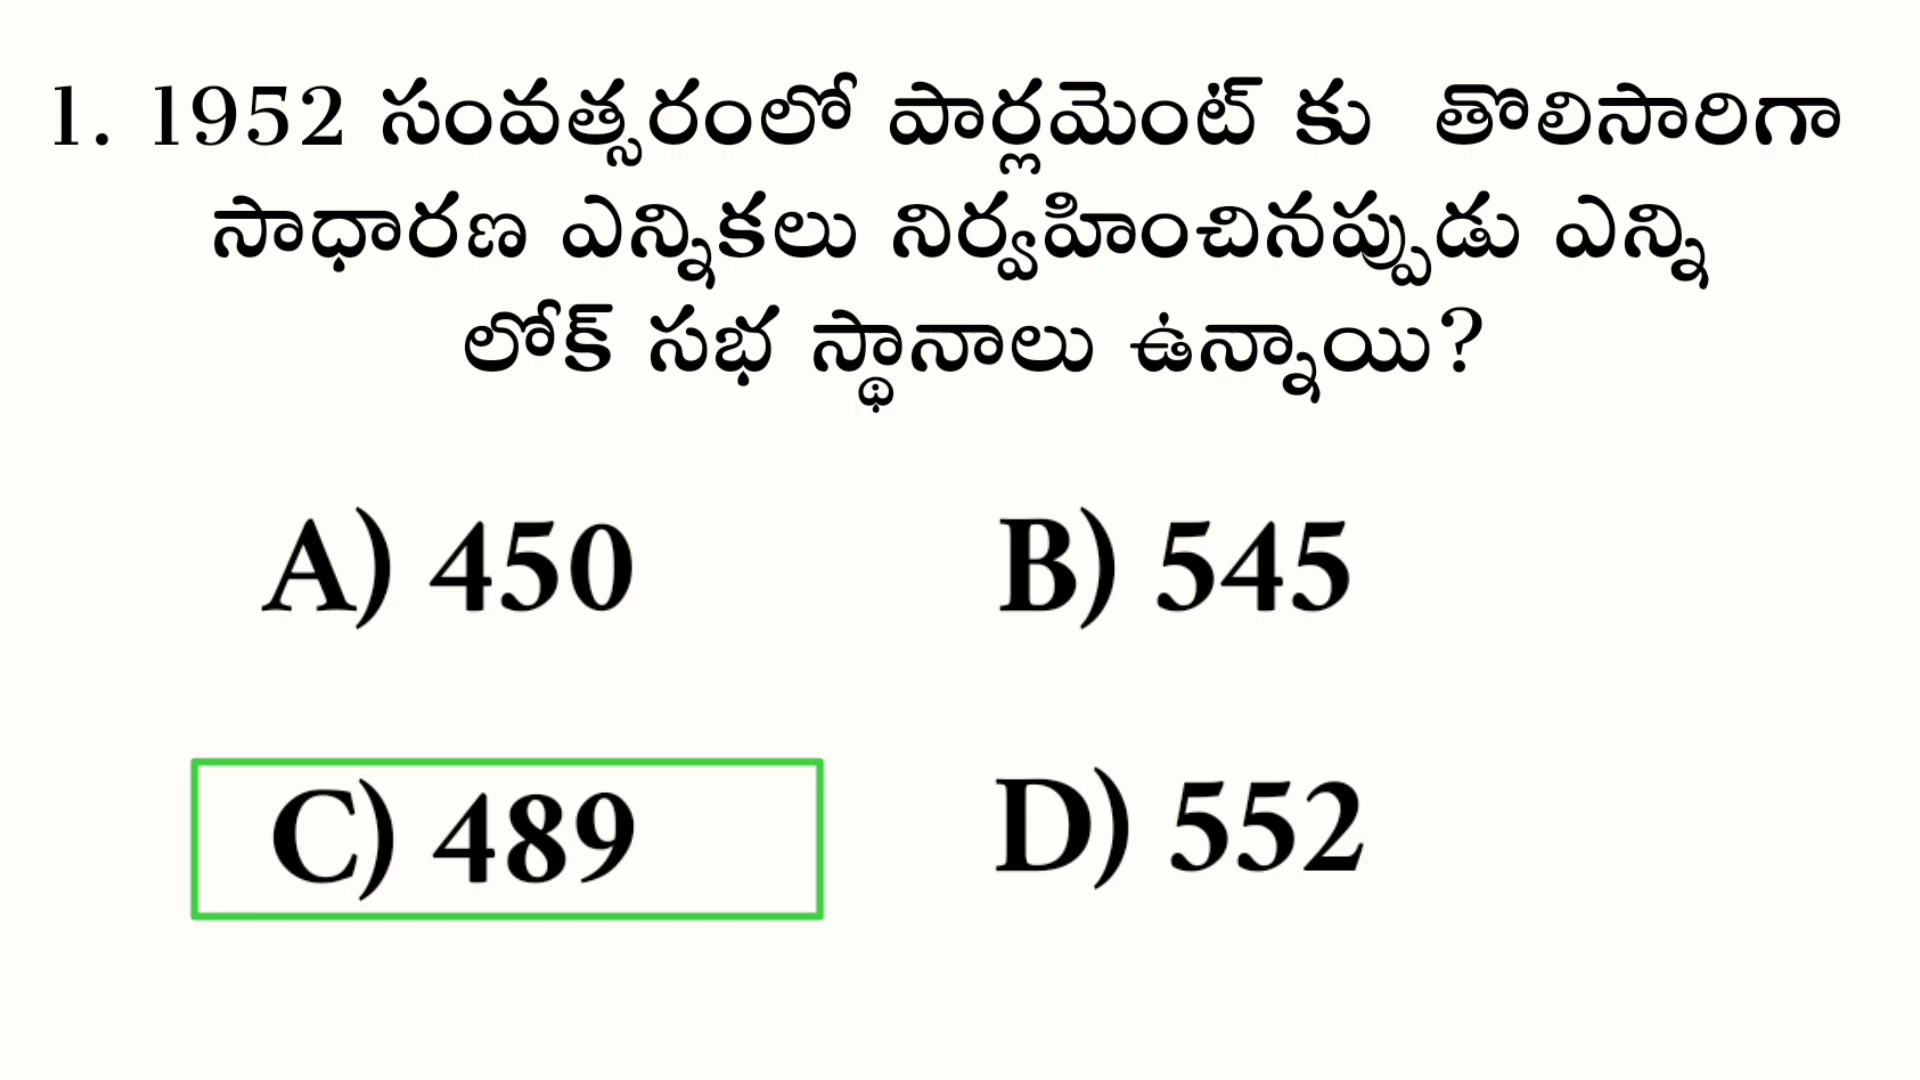 1. 1952 సంవత్సరంలో పార్లమెంట్ కు తొలిసారిగా
సాధారణ ఎన్నికలు నిర్వహించినప్పుడు ఎన్ని
లోక్ సభ స్థానాలు ఉన్నాయి?
A) 450
B) 545
C) 489
D) 552